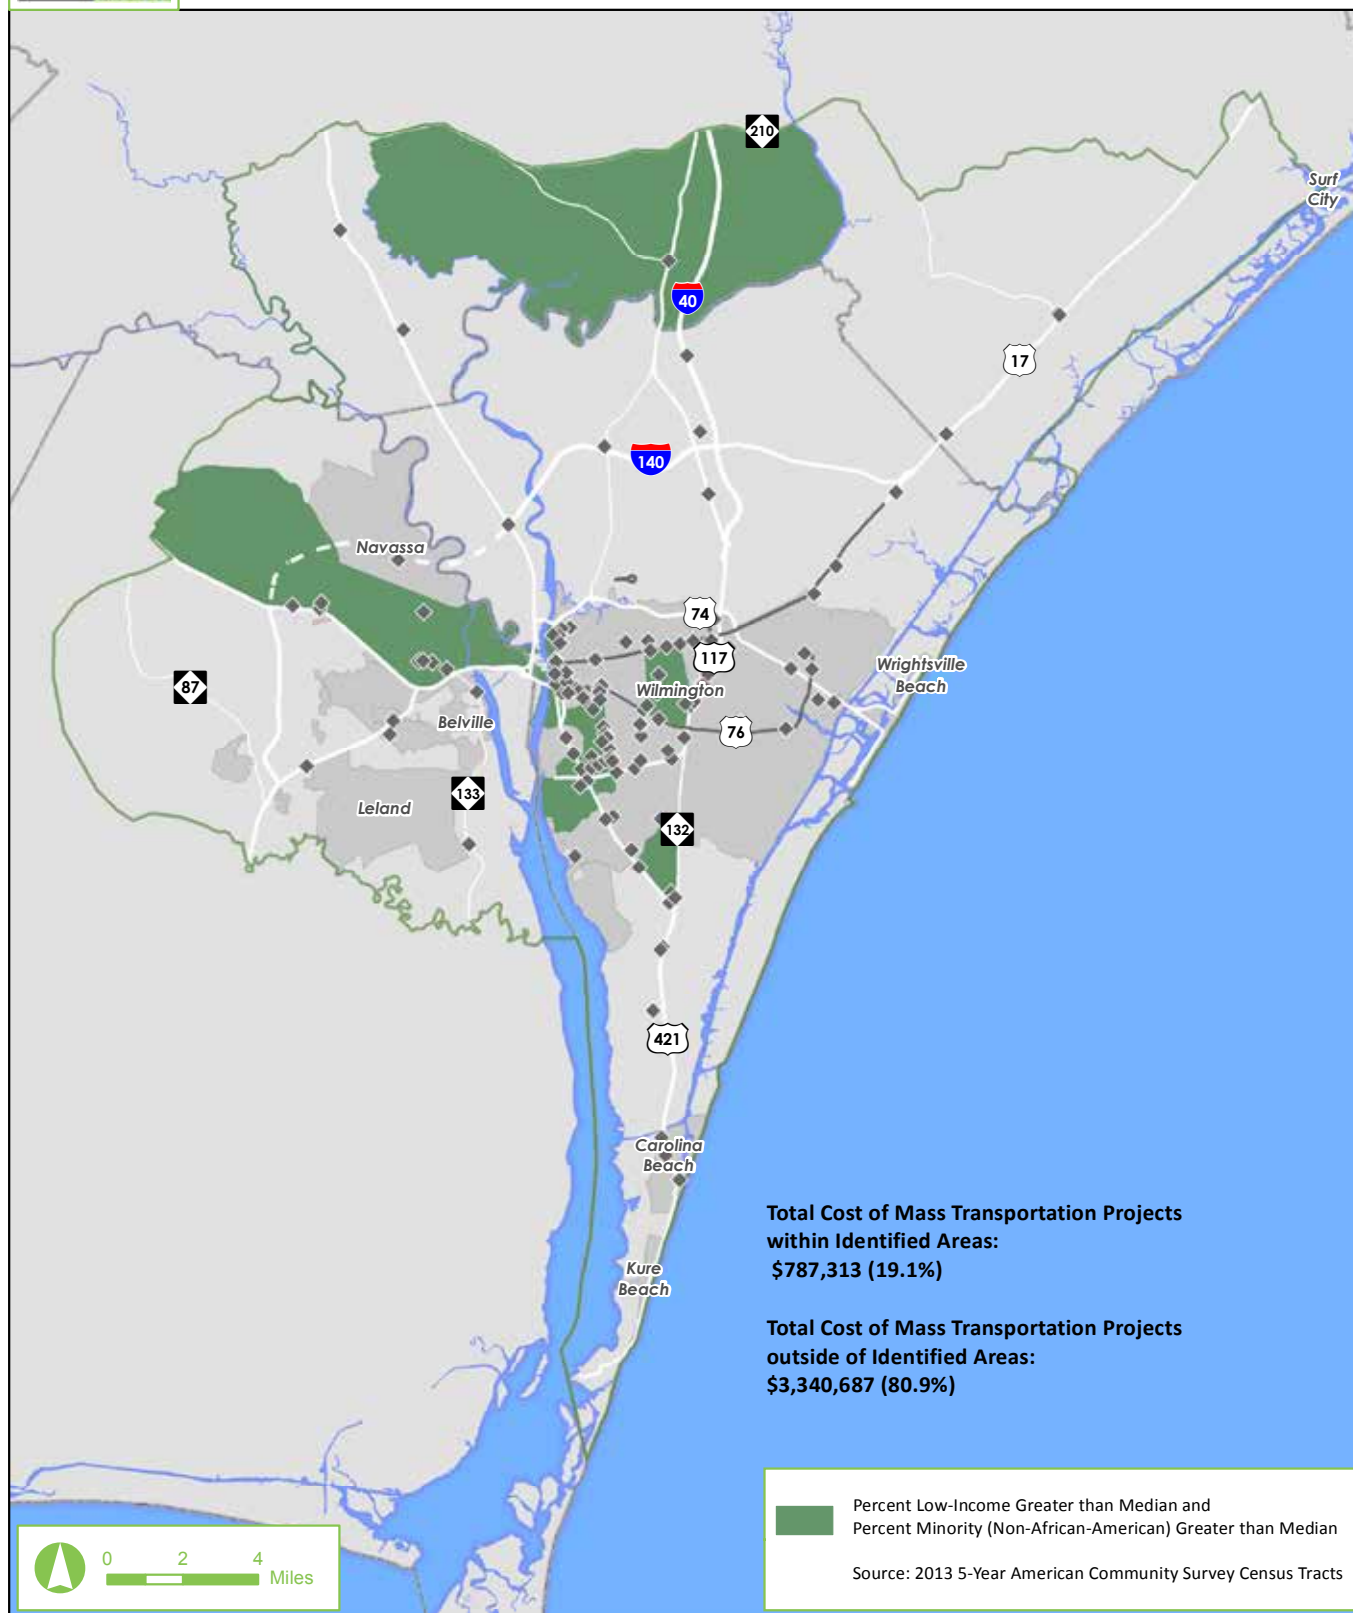 210
Surf
City
40
17
140
Navassa
74
117
Wrightsville
Beach
87
Wilmington
Belville
76
133
Leland
132
421
Carolina
Beach
Total Cost of Mass Transportation Projects
within Identified Areas:
$787,313 (19.1%)
Kure
Beach
Total Cost of Mass Transportation Projects
outside of Identified Areas:
$3,340,687 (80.9%)
Percent Low-Income Greater than Median and
Percent Minority (Non-African-American) Greater than Median
Source: 2013 5-Year American Community Survey Census Tracts
0 2 4
Miles